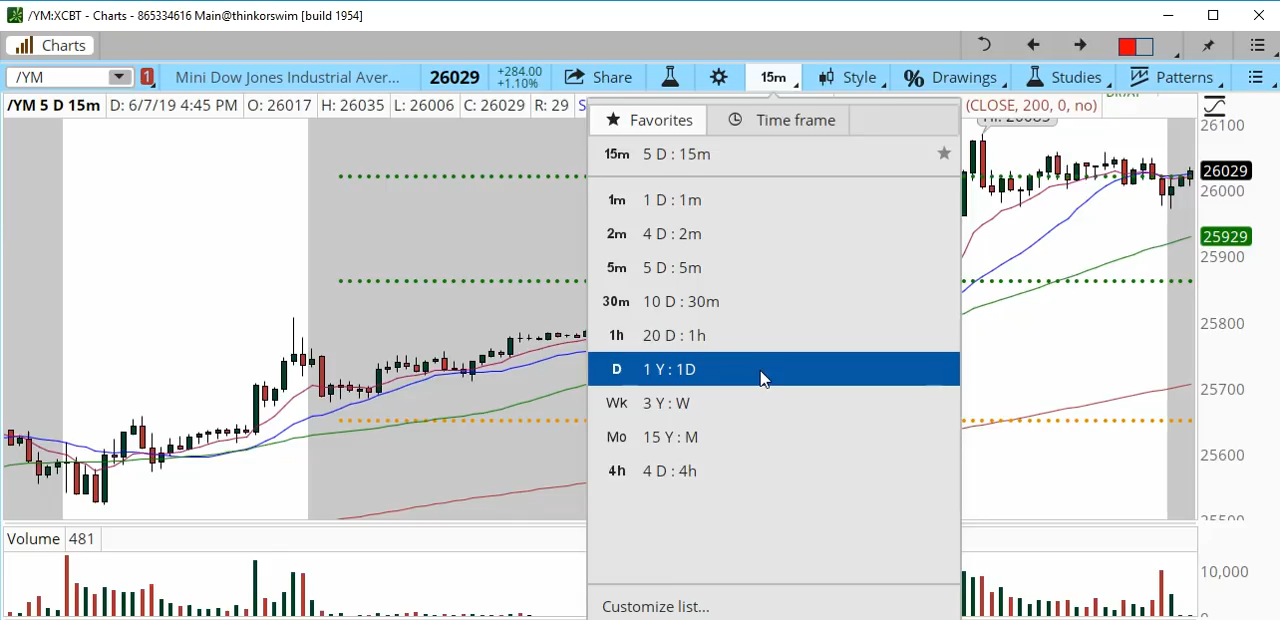 /YM:XCBT - Charts - 865334616 Main@thinkorswim [build 1954]
Charts
/YM 1 Mini Dow Jones Industrial Aver... 26029 +284.00 +1.10% Share 15m Style Drawings Studies Patterns
/YM 5 D 15m D: 6/7/19 4:45 PM O: 26017 H: 26035 L: 26006 C: 26029 R: 29 S (CLOSE, 200, 0, no)
Favorites Time frame
15m 5 D : 15m
1m 1 D : 1m
2m 4 D : 2m
5m 5 D : 5m
30m 10 D : 30m
1h 20 D : 1h
D 1 Y : 1D
Wk 3 Y : W
Mo 15 Y : M
4h 4 D : 4h
Customize list...
26100
26029
26000
25929
25900
25800
25700
25600
25500
Volume 481
10,000
0